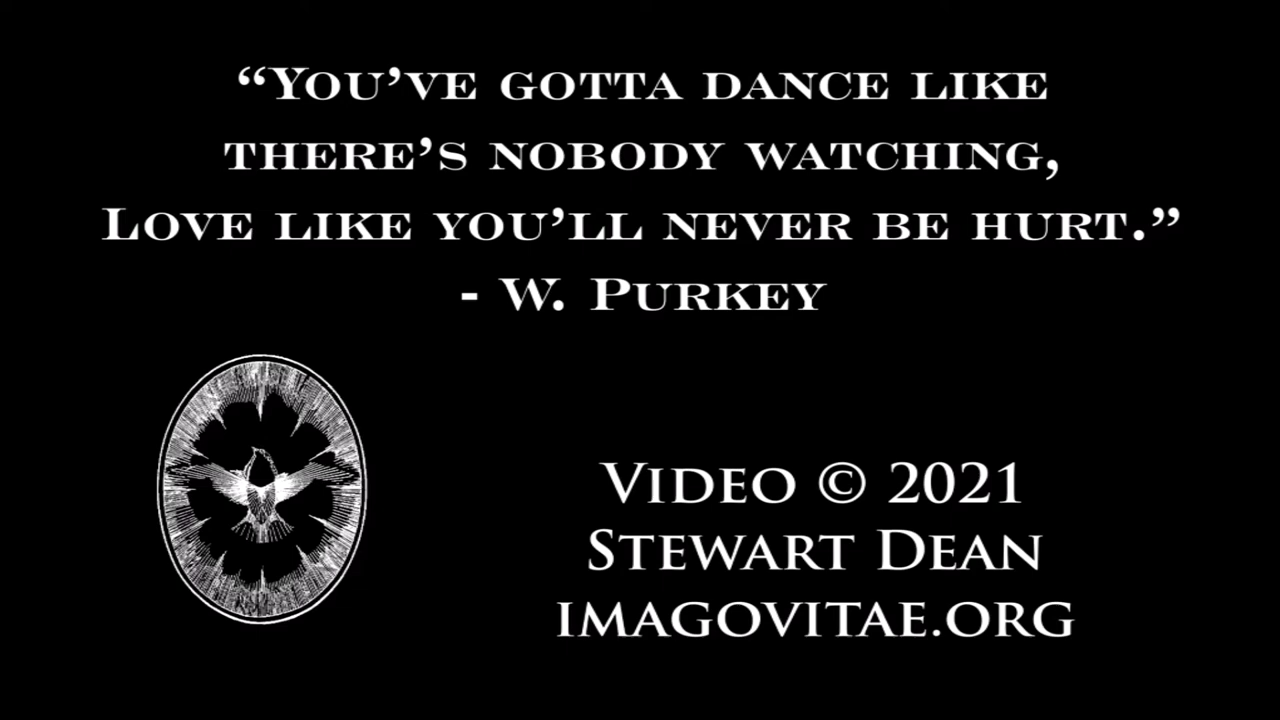 “You’ve gotta dance like
there’s nobody watching,
Love like you’ll never be hurt.”
- W. Purkey
Video © 2021
Stewart Dean
imagovitae.org